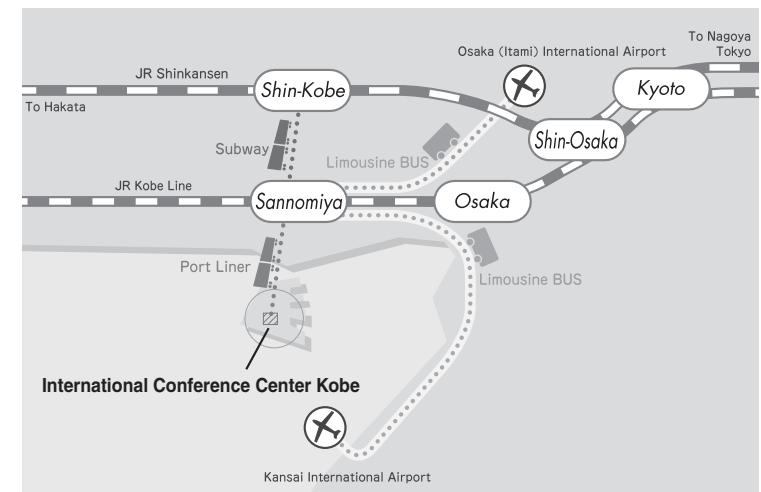 To Nagoya
Tokyo
Osaka (Itami) International Airport
JR Shinkansen
Shin-Kobe
Kyoto
To Hakata
Shin-Osaka
Subway
Limousine BUS
JR Kobe Line
Sannomiya
Osaka
Port Liner
Limousine BUS
International Conference Center Kobe
Kansai International Airport